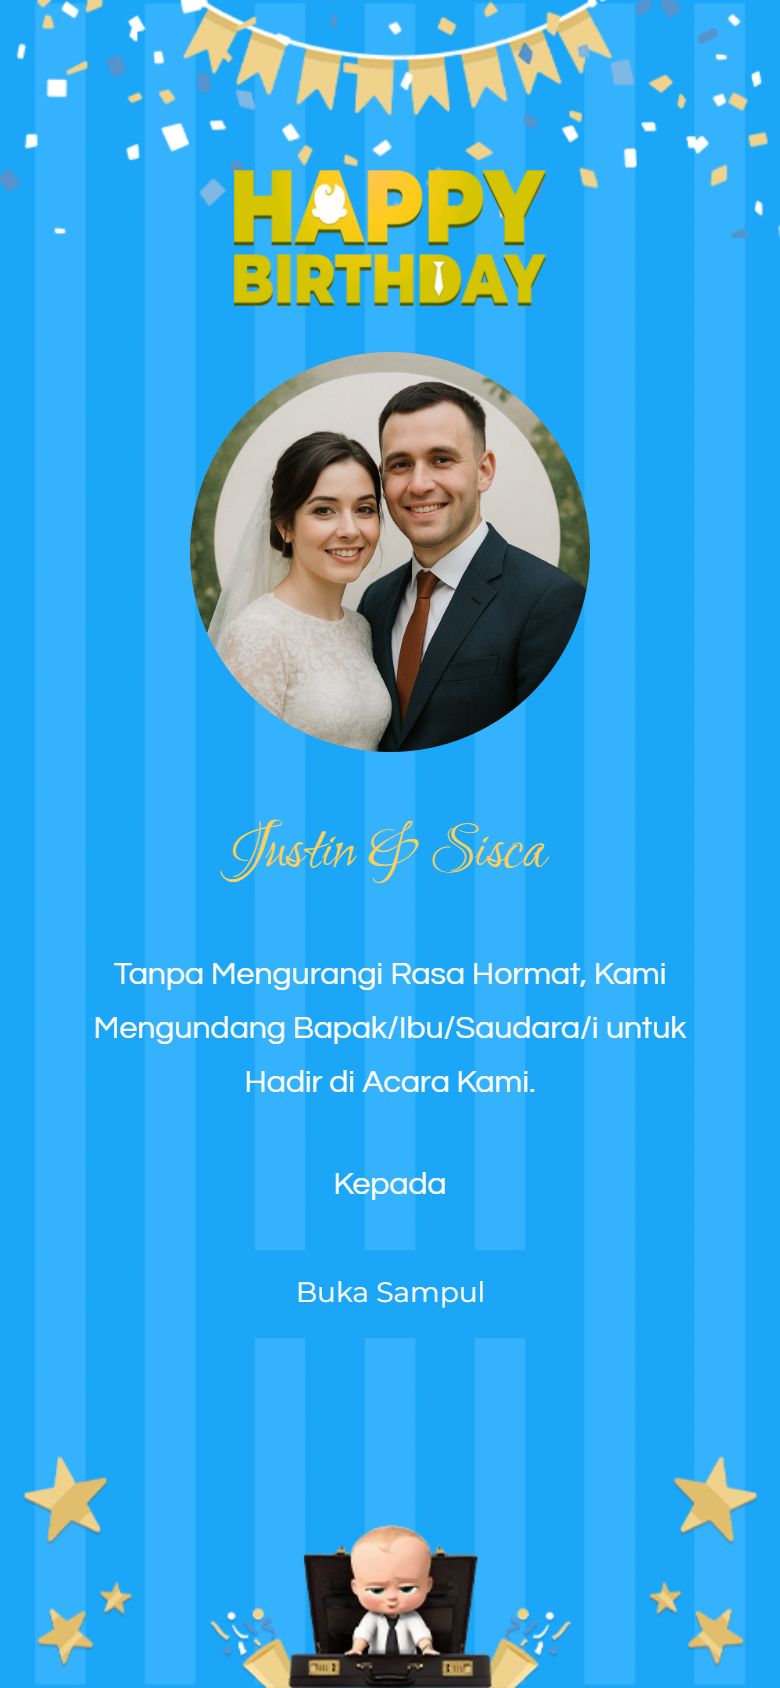 HAPPY
BIRTHDAY
Justin & Sisca
Tanpa Mengurangi Rasa Hormat, Kami
Mengundang Bapak/Ibu/Saudara/i untuk
Hadir di Acara Kami.
Kepada
Buka Sampul